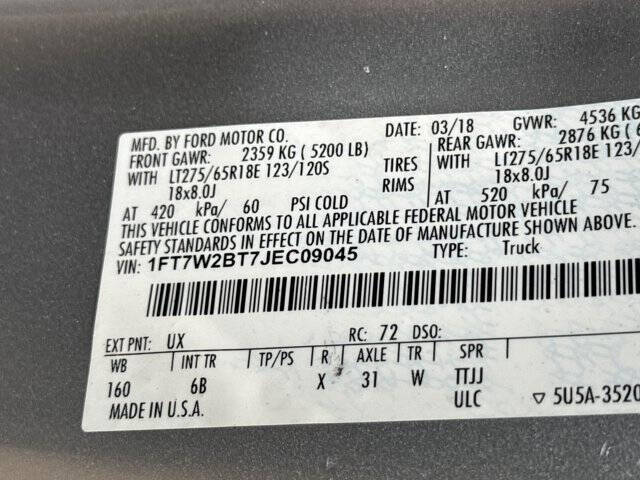 MFD. BY FORD MOTOR CO. DATE: 03/18 GVWR: 4536 KG
FRONT GAWR: 2359 KG ( 5200 LB) REAR GAWR: 2876 KG (
WITH LT275/65R18E 123/120S TIRES WITH LT275/65R18E 123/
18x8.0J RIMS 18x8.0J
AT 420 kPa/ 60 PSI COLD AT 520 kPa/ 75
THIS VEHICLE CONFORMS TO ALL APPLICABLE FEDERAL MOTOR VEHICLE
SAFETY STANDARDS IN EFFECT ON THE DATE OF MANUFACTURE SHOWN ABOVE.
VIN: 1FT7W2BT7JEC09045 TYPE: Truck
EXT PNT: UX RC: 72 DSO:
WB INT TR TP/PS R AXLE TR SPR
160 6B X 31 W TTJJ
MADE IN U.S.A. ULC ▽ 5U5A-3520